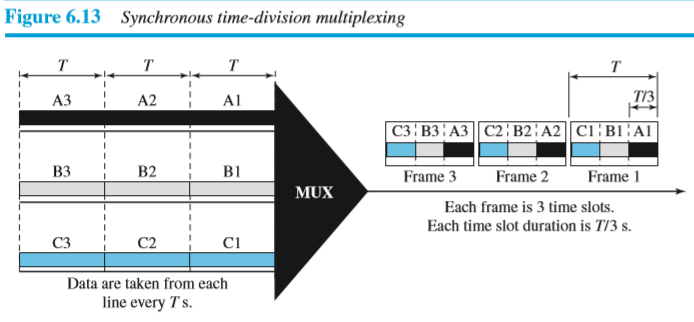 Figure 6.13 Synchronous time-division multiplexing
T T T
A3 A2 A1
B3 B2 B1
C3 C2 C1
Data are taken from each
line every T s.
MUX
T
T/3
C3 B3 A3 C2 B2 A2 C1 B1 A1
Frame 3 Frame 2 Frame 1
Each frame is 3 time slots.
Each time slot duration is T/3 s.